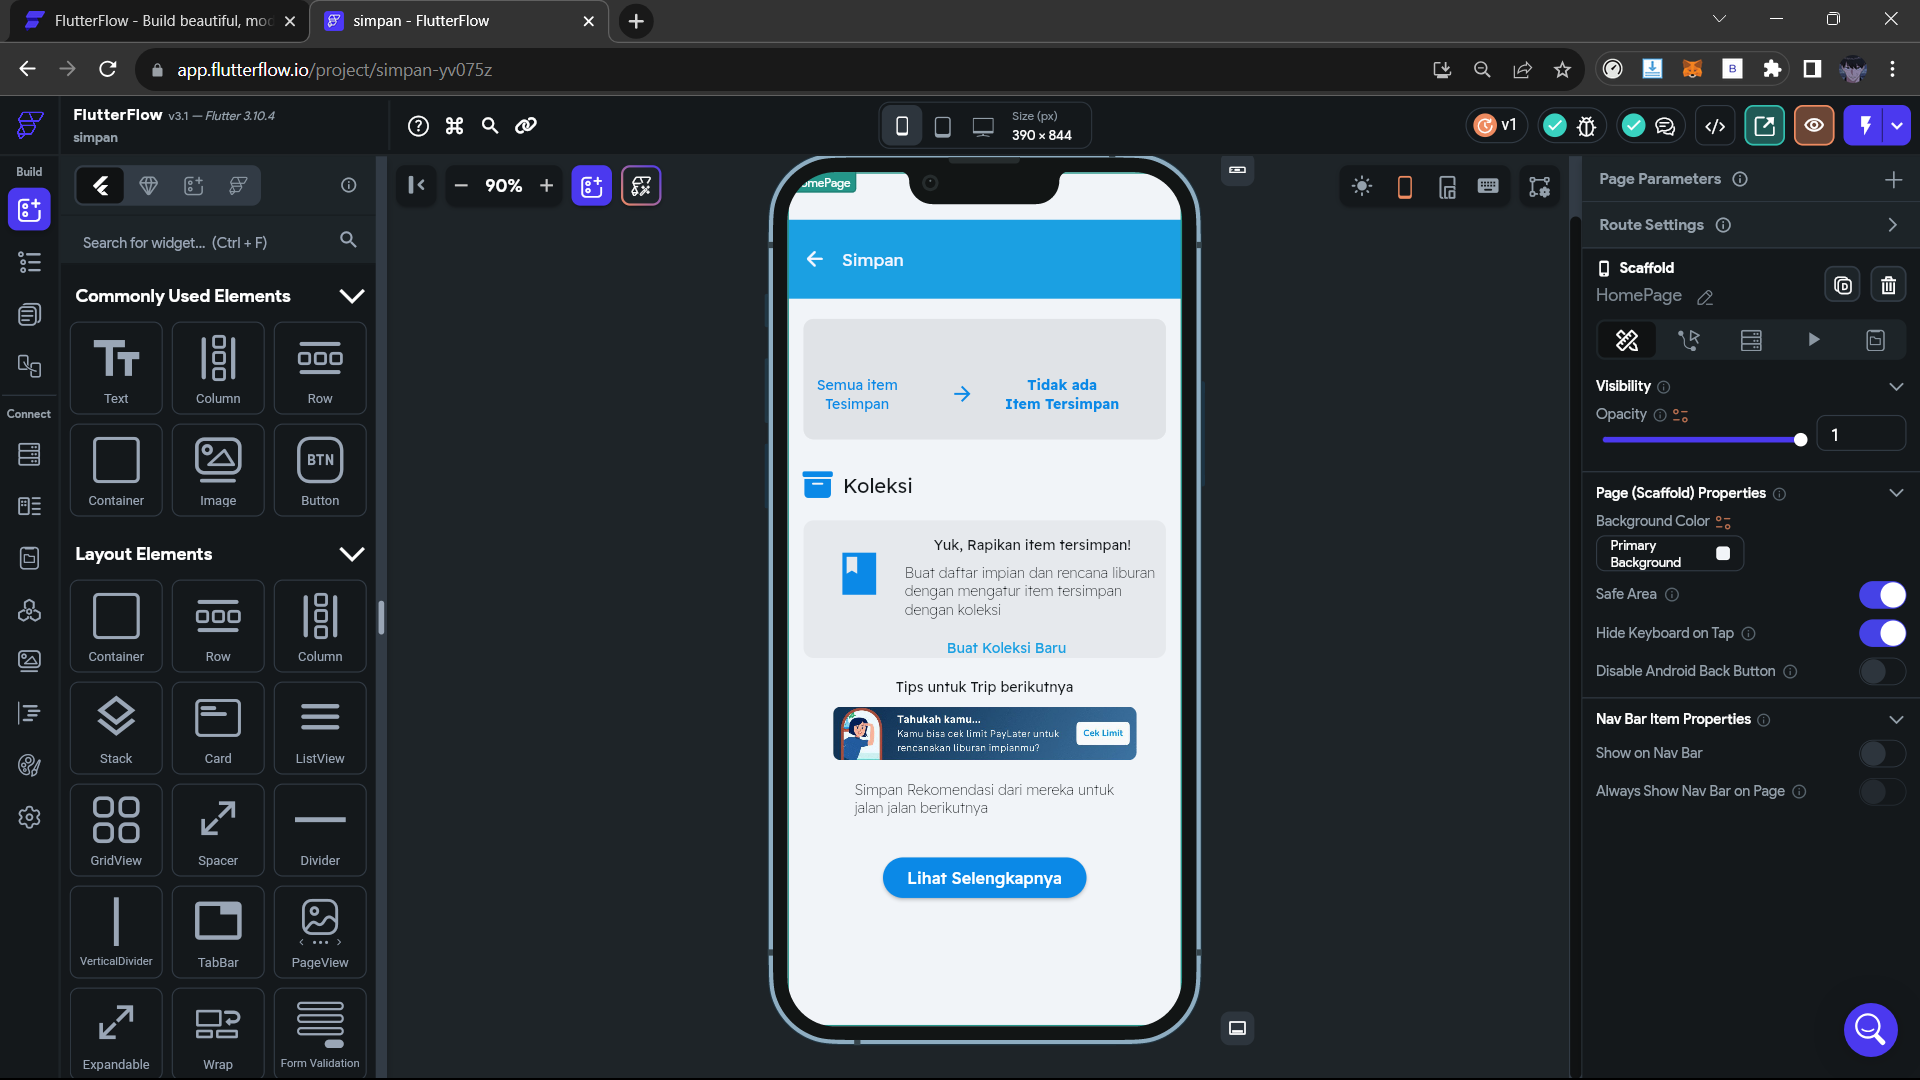 FlutterFlow - Build beautiful, mod
simpan - FlutterFlow
app.flutterflow.io/project/simpan-yv075z
FlutterFlow v3.1 — Flutter 3.10.4
simpan
Size (px)
390 × 844
v1
Build
90%
Search for widget... (Ctrl + F)
Commonly Used Elements
Text
Column
Row
Container
Image
BTN
Button
Layout Elements
Container
Row
Column
Stack
Card
ListView
GridView
Spacer
Divider
VerticalDivider
TabBar
PageView
Expandable
Wrap
Form Validation
Connect
omePage
Simpan
Semua item
Tesimpan
Tidak ada
Item Tersimpan
Koleksi
Yuk, Rapikan item tersimpan!
Buat daftar impian dan rencana liburan
dengan mengatur item tersimpan
dengan koleksi
Buat Koleksi Baru
Tips untuk Trip berikutnya
Tahukah kamu...
Kamu bisa cek limit PayLater untuk
rencanakan liburan impianmu?
Cek Limit
Simpan Rekomendasi dari mereka untuk
jalan jalan berikutnya
Lihat Selengkapnya
Page Parameters
Route Settings
Scaffold
HomePage
Visibility
Opacity
1
Page (Scaffold) Properties
Background Color
Primary
Background
Safe Area
Hide Keyboard on Tap
Disable Android Back Button
Nav Bar Item Properties
Show on Nav Bar
Always Show Nav Bar on Page